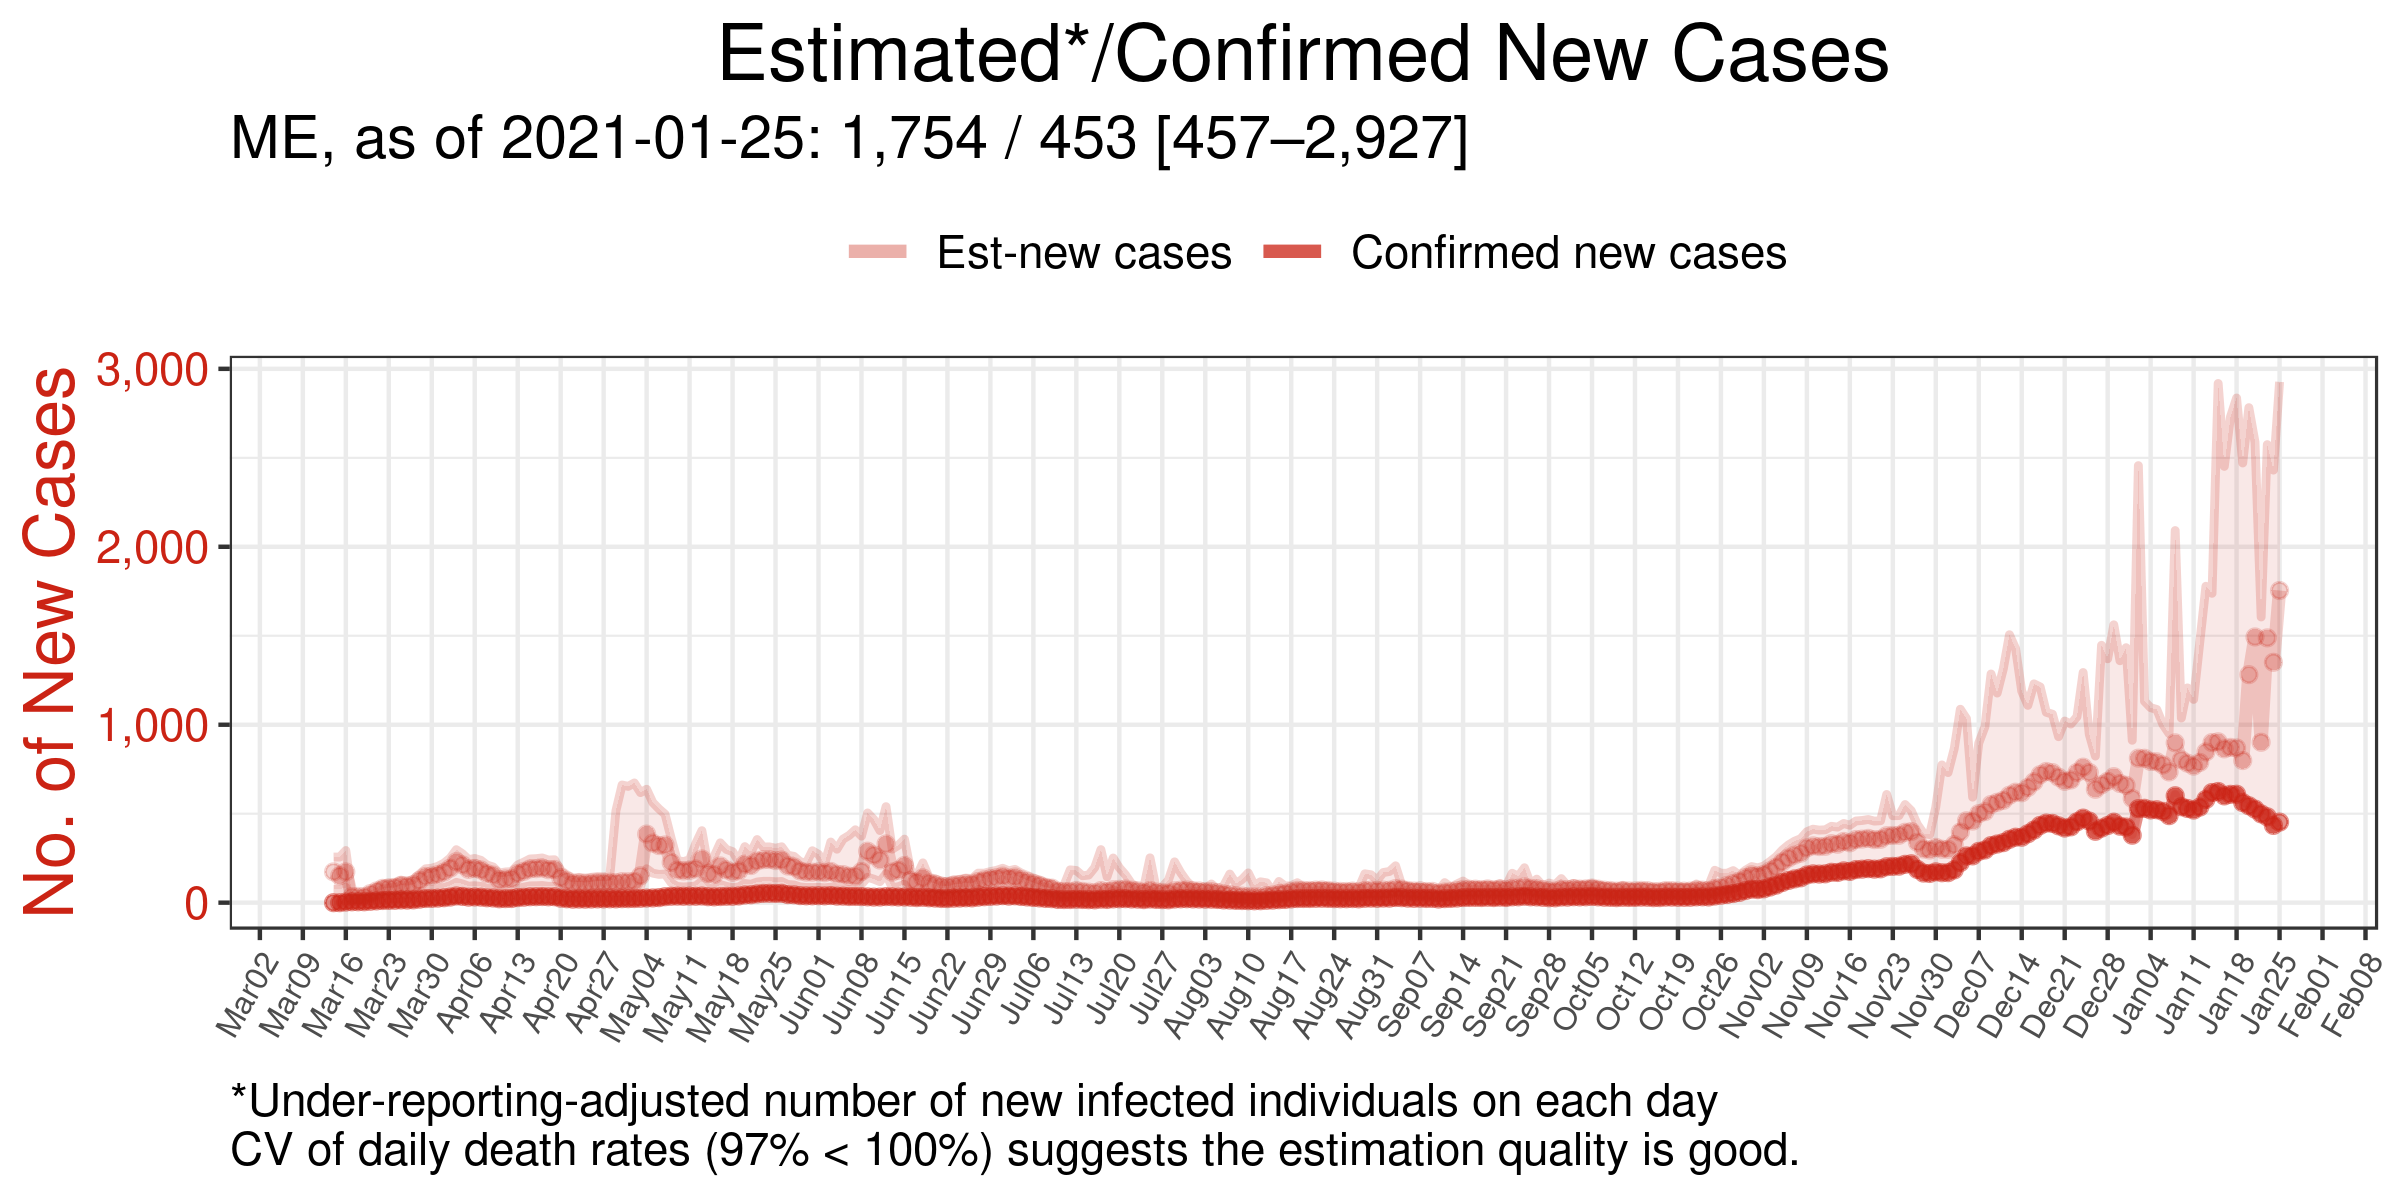 Estimated*/Confirmed New Cases
ME, as of 2021-01-25: 1,754 / 453 [457–2,927]
Est-new cases Confirmed new cases
No. of New Cases
3,000
2,000
1,000
0
Mar02 Mar09 Mar16 Mar23 Mar30 Apr06 Apr13 Apr20 Apr27 May04 May11 May18 May25 Jun01 Jun08 Jun15 Jun22 Jun29 Jul06 Jul13 Jul20 Jul27 Aug03 Aug10 Aug17 Aug24 Aug31 Sep07 Sep14 Sep21 Sep28 Oct05 Oct12 Oct19 Oct26 Nov02 Nov09 Nov16 Nov23 Nov30 Dec07 Dec14 Dec21 Dec28 Jan04 Jan11 Jan18 Jan25 Feb01 Feb08
*Under-reporting-adjusted number of new infected individuals on each day
CV of daily death rates (97% < 100%) suggests the estimation quality is good.